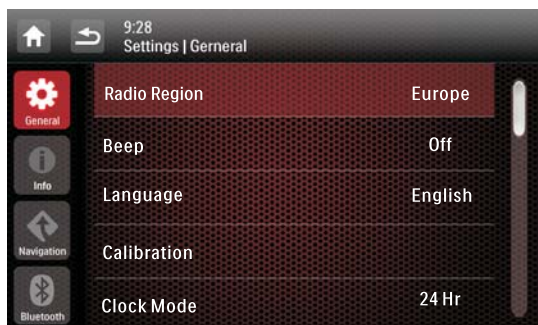 9:28
Settings | Gerneral
General
Radio Region Europe
Beep Off
Info
Language English
Navigation
Calibration
Bluetooth
Clock Mode 24 Hr